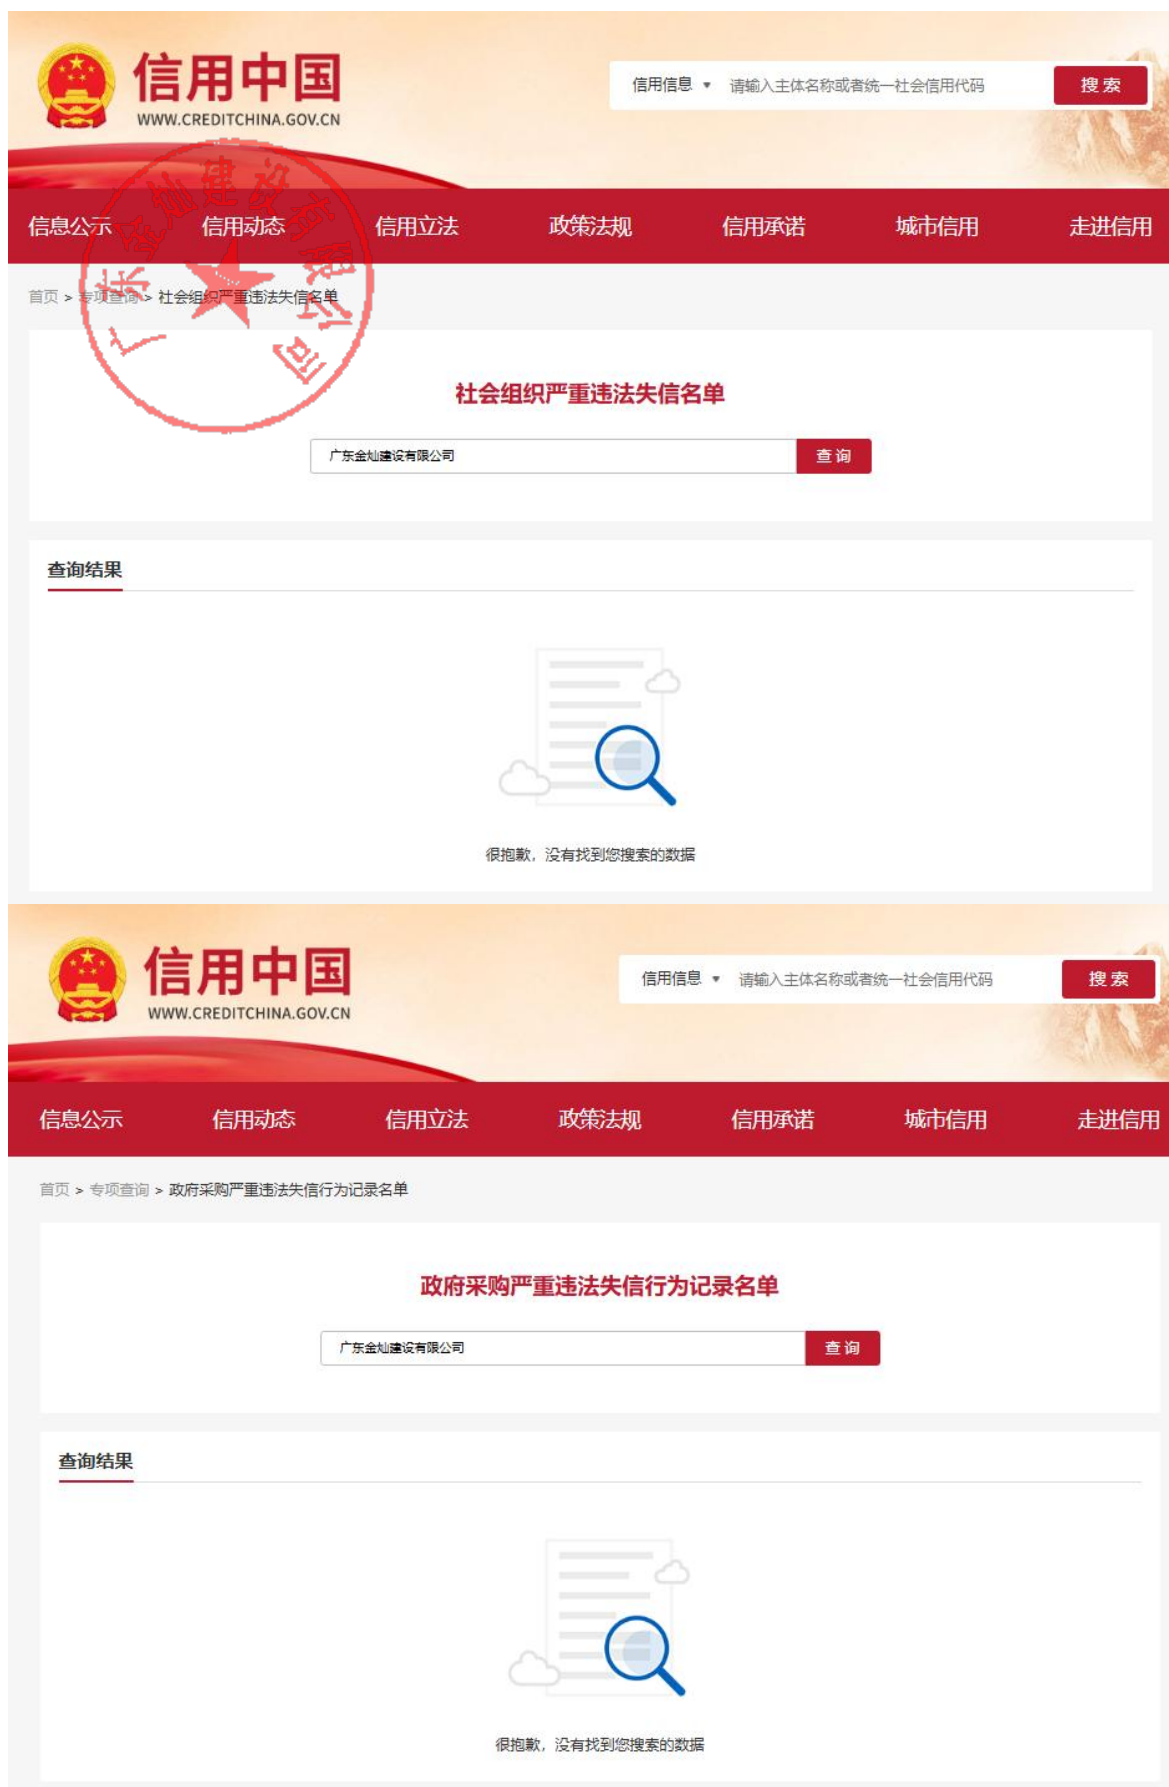 信用中国
WWW.CREDITCHINA.GOV.CN
信用信息 请输入主体名称或者统一社会信用代码 搜索
信息公示 信用动态 信用立法 政策法规 信用承诺 城市信用 走进信用
广东金灿建设有限公司
首页 > 专项查询 > 社会组织严重违法失信名单
社会组织严重违法失信名单
广东金灿建设有限公司 查询
查询结果
很抱歉，没有找到您搜索的数据
信用中国
WWW.CREDITCHINA.GOV.CN
信用信息 请输入主体名称或者统一社会信用代码 搜索
信息公示 信用动态 信用立法 政策法规 信用承诺 城市信用 走进信用
首页 > 专项查询 > 政府采购严重违法失信行为记录名单
政府采购严重违法失信行为记录名单
广东金灿建设有限公司 查询
查询结果
很抱歉，没有找到您搜索的数据